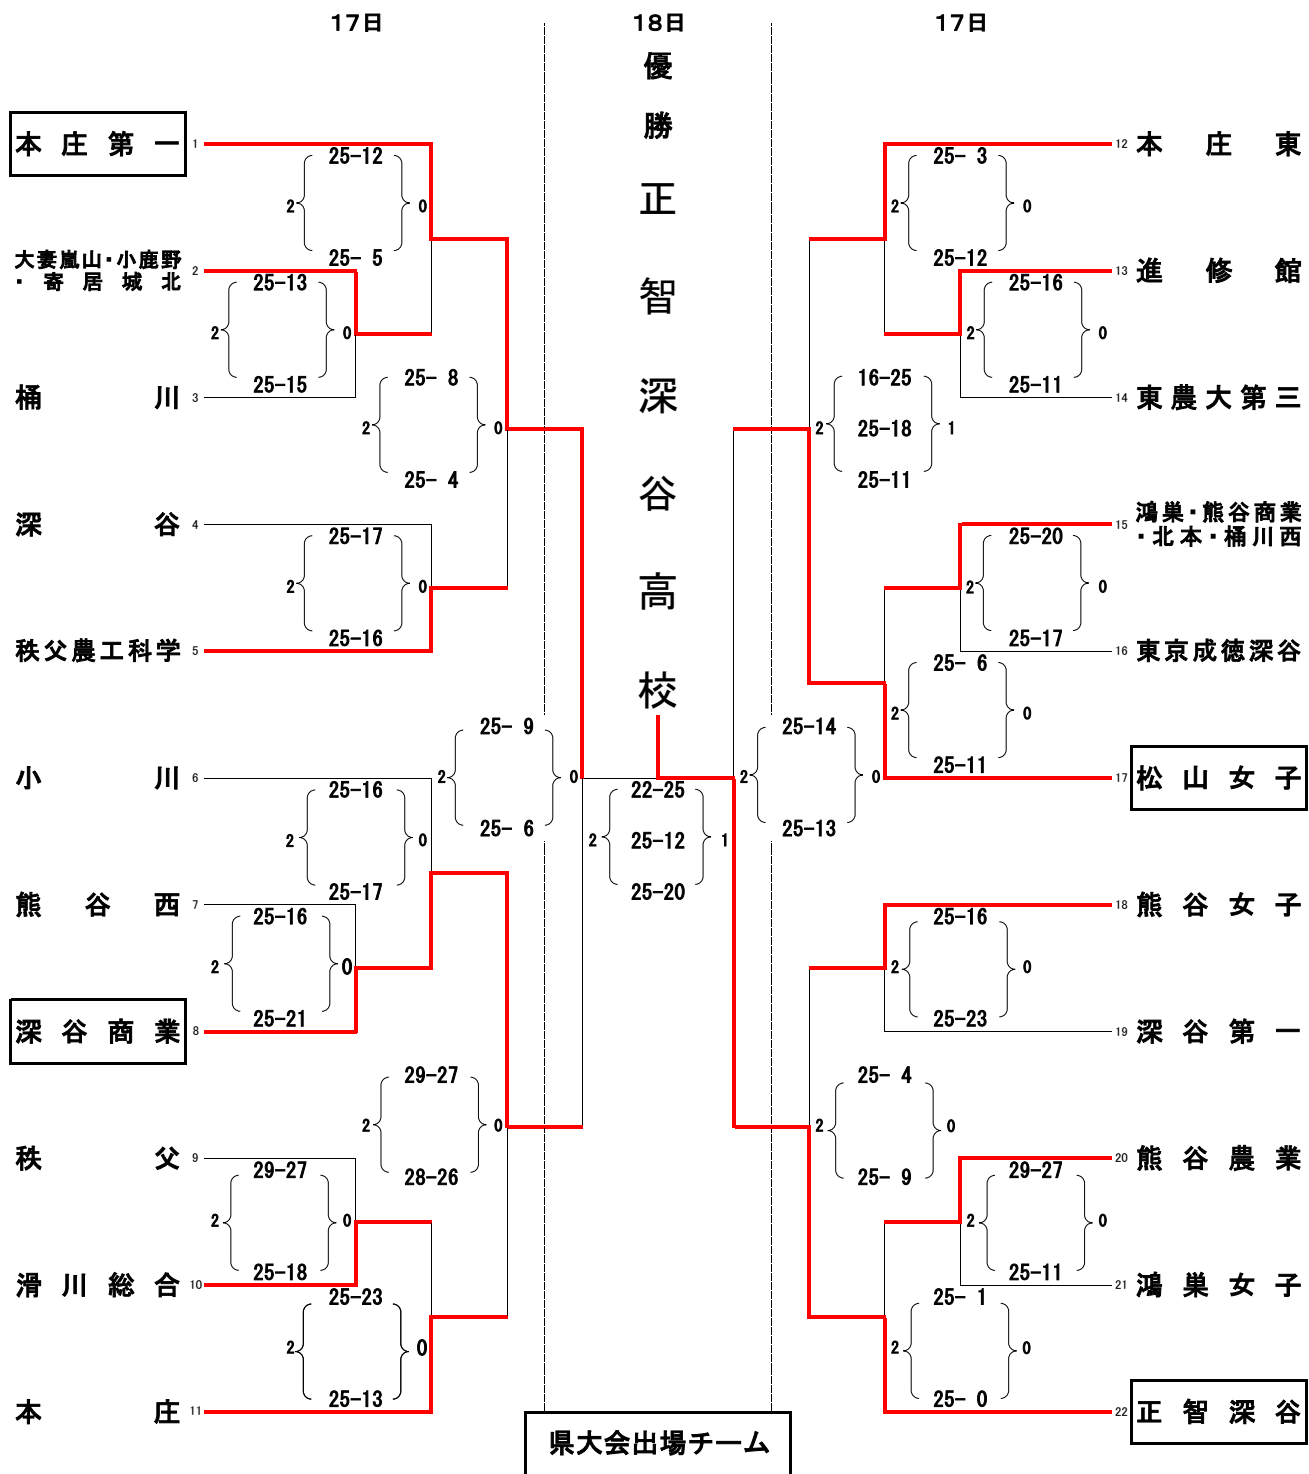 17日
18日
17日
優勝
正智深谷高校
本庄第一 1
25-12
2 0
25- 5
大妻嵐山・小鹿野
・寄居城北 2
25-13
2 0
25-15
桶川 3
25- 8
2 0
25- 4
深谷 4
25-17
2 0
25-16
秩父農工科学 5
25- 9
2 0
25- 6
小川 6
25-16
2 0
25-17
熊谷西 7
25-16
2 0
25-21
深谷商業 8
29-27
2 0
28-26
秩父 9
29-27
2 0
25-18
滑川総合 10
25-23
2 0
25-13
本庄 11
22-25
2 25-12 1
25-20
12 本庄東
25- 3
2 0
25-12
13 進修館
25-16
2 0
25-11
14 東農大第三
16-25
2 25-18 1
25-11
15 鴻巣・熊谷商業
・北本・桶川西
25-20
2 0
25-17
16 東京成徳深谷
25- 6
2 0
25-11
17 松山女子
25-14
2 0
25-13
18 熊谷女子
25-16
2 0
25-23
19 深谷第一
25- 4
2 0
25- 9
20 熊谷農業
29-27
2 0
25-11
21 鴻巣女子
25- 1
2 0
25- 0
22 正智深谷
県大会出場チーム